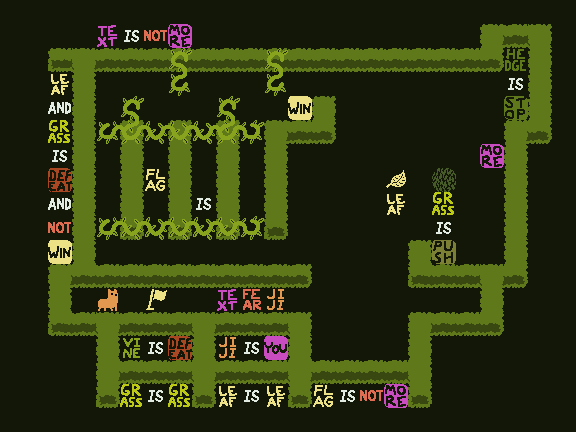 TEXT IS NOT MORE
HEDGE IS STOP
LEAF AND GRASS IS DEFEAT AND NOT WIN
WIN
MORE
FLAG
IS
LEAF
GRASS IS PUSH
TEXT FEAR JIJI
VINE IS DEFEAT
JIJI IS YOU
GRASS IS GRASS
LEAF IS LEAF
FLAG IS NOT MORE